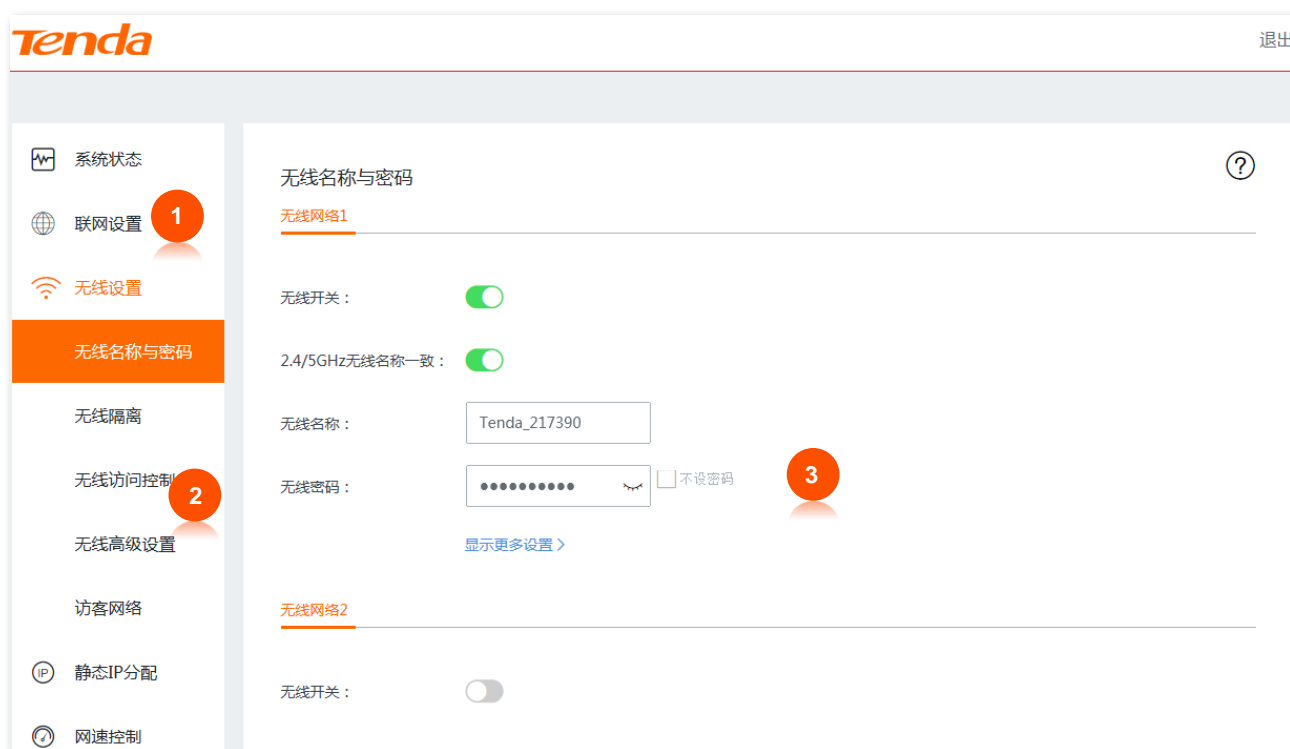 Tenda
退出
系统状态
联网设置
1
无线设置
无线名称与密码
无线隔离
无线访问控制
2
无线高级设置
访客网络
IP 静态IP分配
网速控制
无线名称与密码
?
无线网络1
无线开关：
2.4/5GHz无线名称一致：
无线名称： Tenda_217390
无线密码： ●●●●●●●●●● 不设密码
3
显示更多设置 >
无线网络2
无线开关：